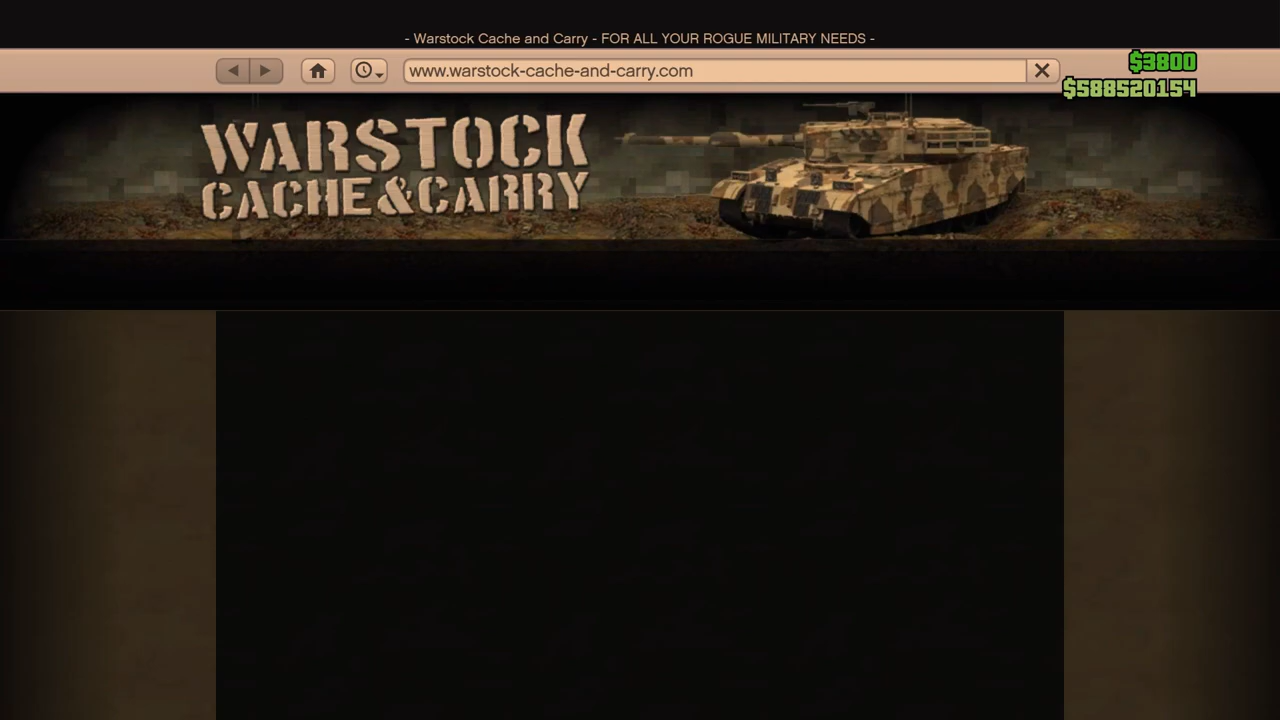 - Warstock Cache and Carry - FOR ALL YOUR ROGUE MILITARY NEEDS -
www.warstock-cache-and-carry.com
$3800
$588520154
WARSTOCK
CACHE&CARRY